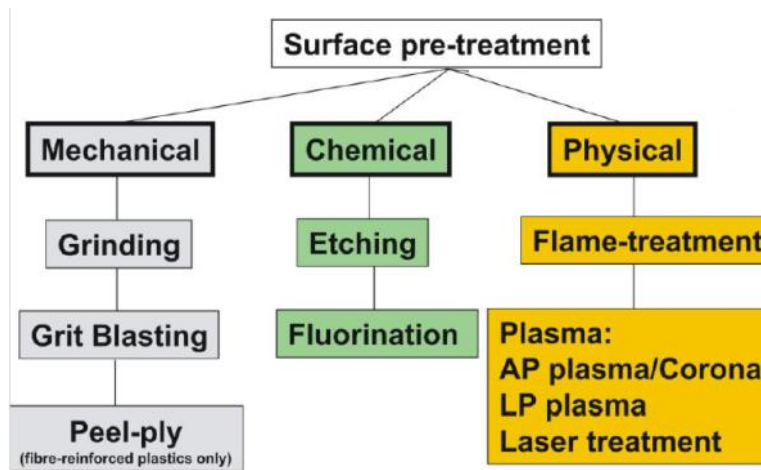 Surface pre-treatment
Mechanical
Chemical
Physical
Grinding
Etching
Flame-treatment
Grit Blasting
Fluorination
Plasma:
AP plasma/Corona
LP plasma
Laser treatment
Peel-ply
(fibre-reinforced plastics only)